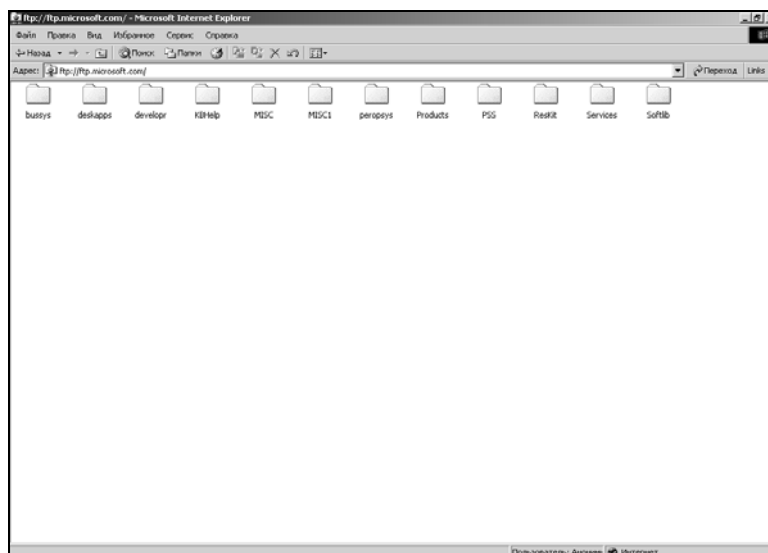 ftp://ftp.microsoft.com/ - Microsoft Internet Explorer
Файл Правка Вид Избранное Сервис Справка
Назад Поиск Папки
Адрес: ftp://ftp.microsoft.com/ Переход Links
bussys deskapps developr KBHelp MISC MISC1 peropsys Products PSS ResKit Services Softlib
Пользователь: Аноним Интернет